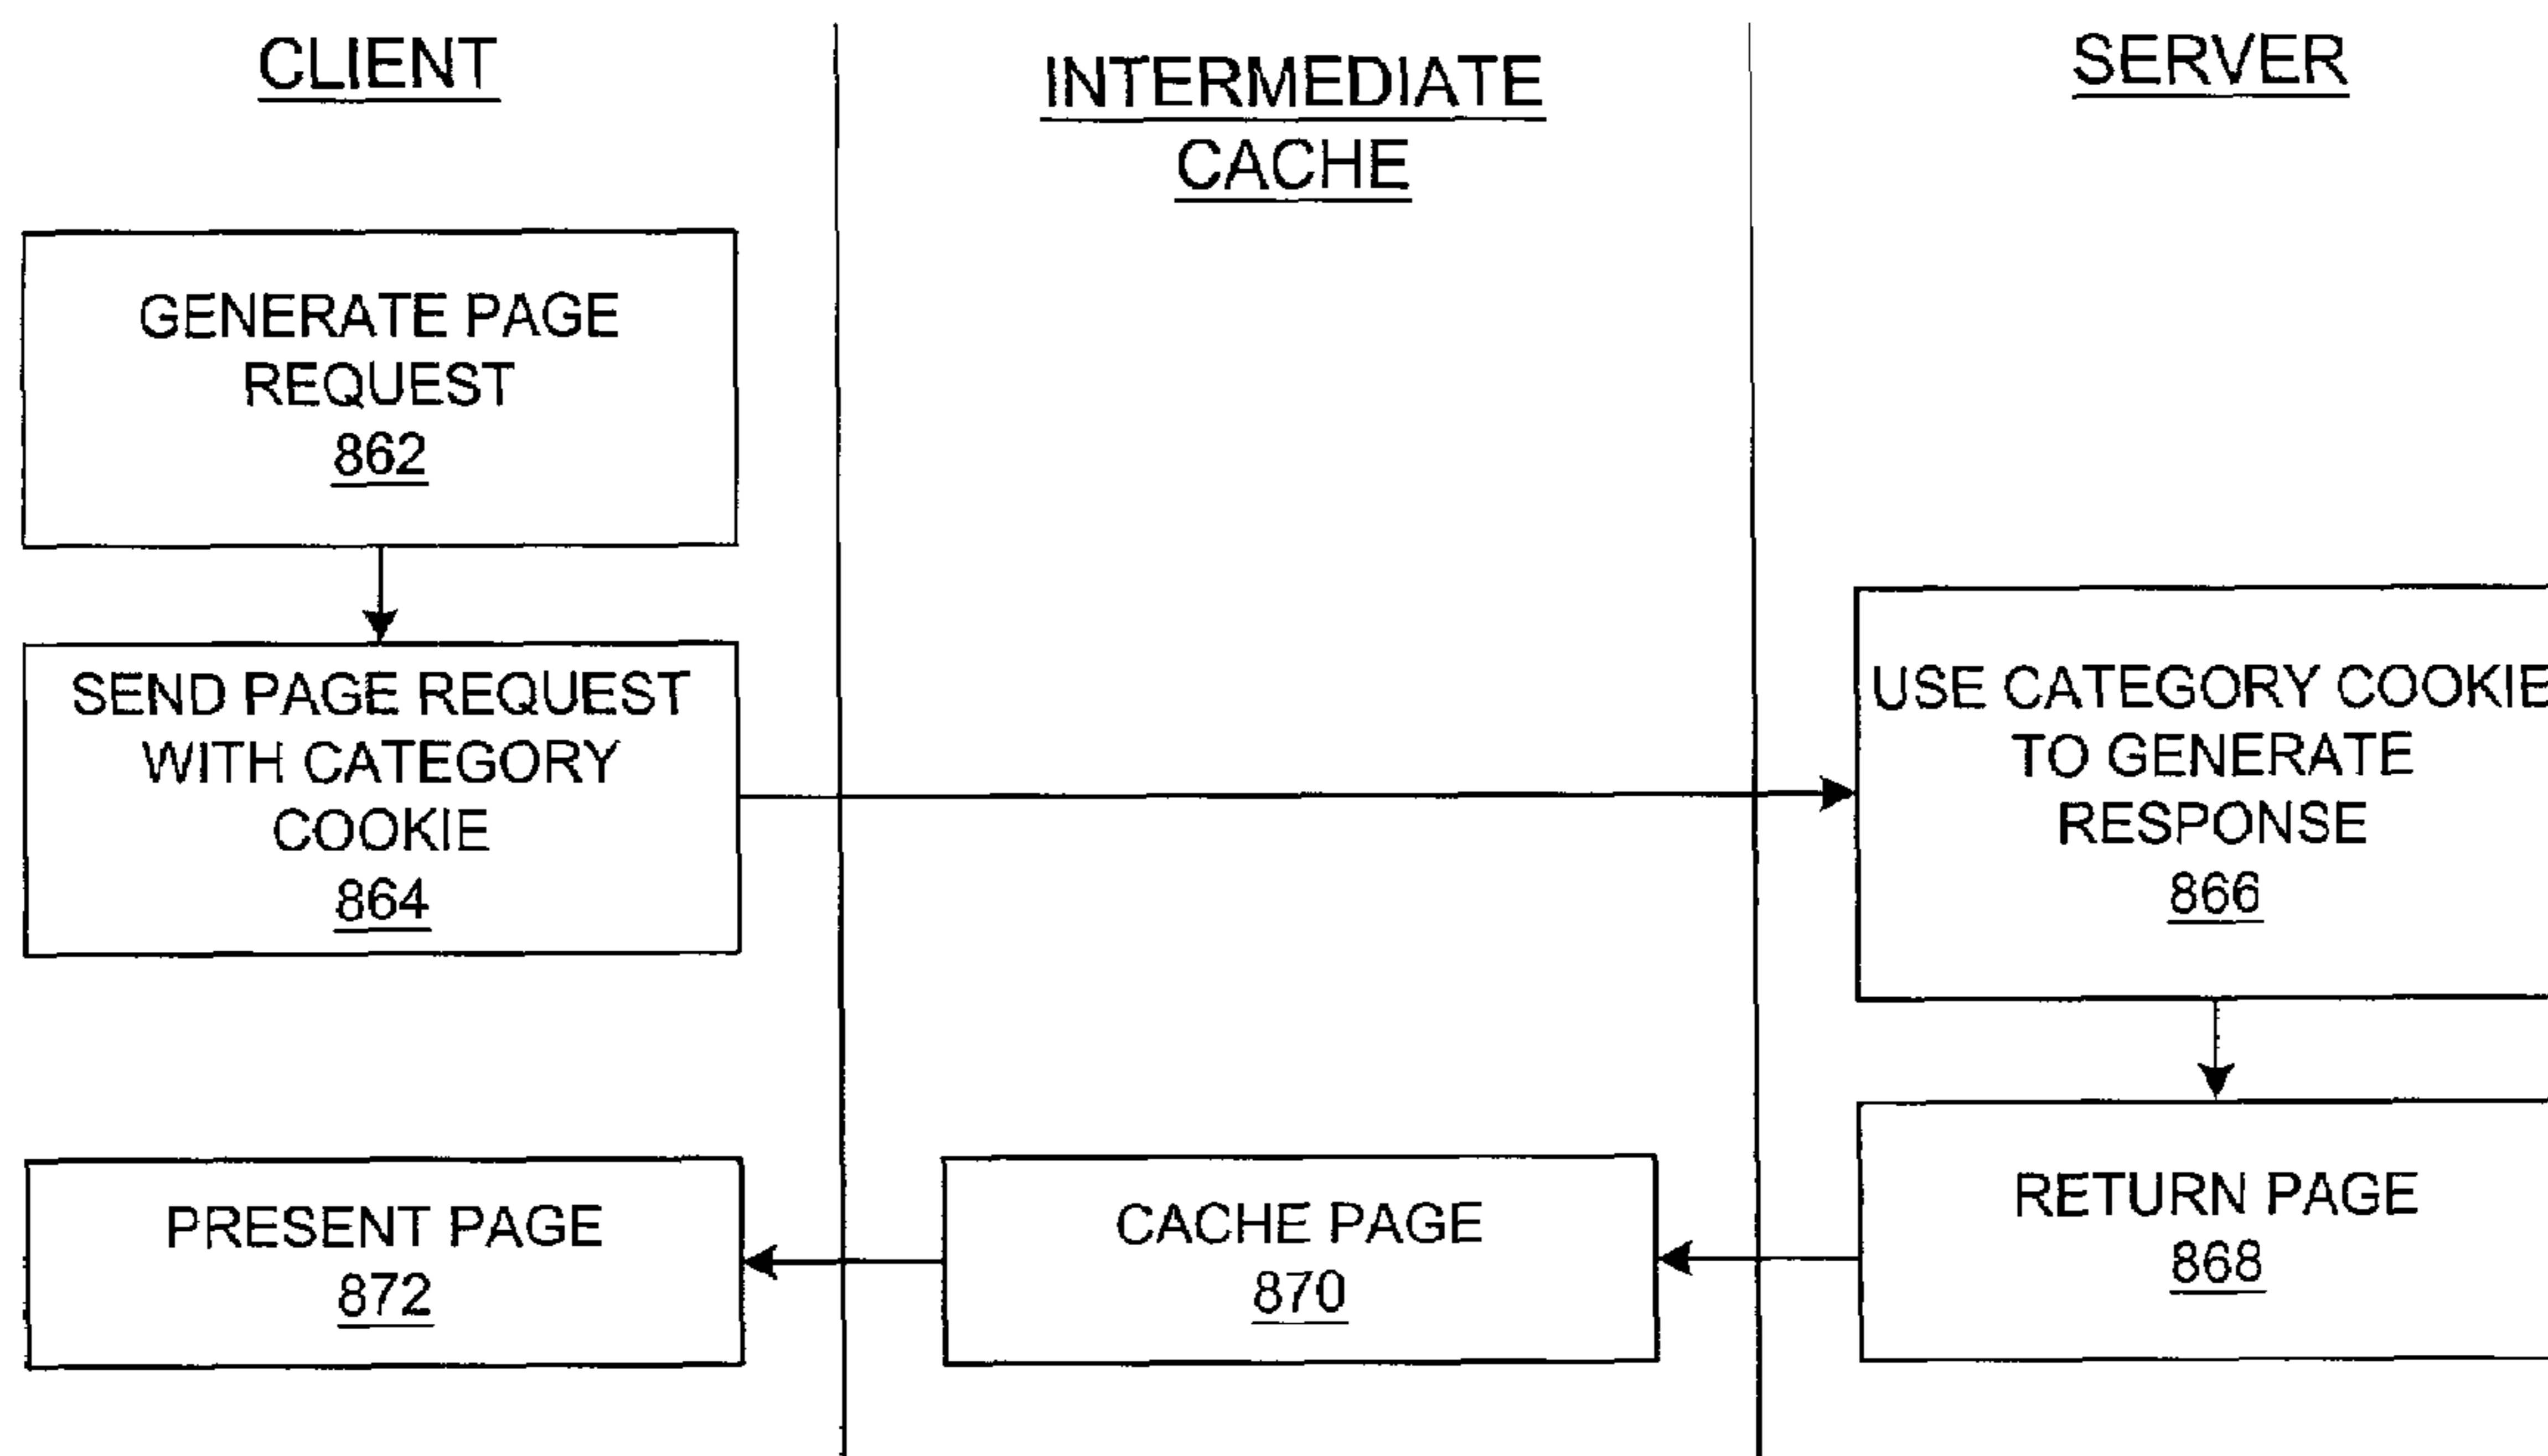 CLIENT
INTERMEDIATE
CACHE
SERVER
GENERATE PAGE
REQUEST
862
SEND PAGE REQUEST
WITH CATEGORY
COOKIE
864
USE CATEGORY COOKIE
TO GENERATE
RESPONSE
866
RETURN PAGE
868
CACHE PAGE
870
PRESENT PAGE
872